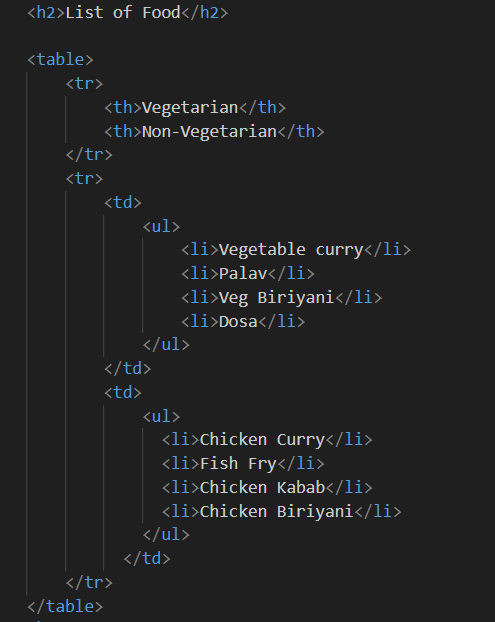 <h2>List of Food</h2>
<table>
<tr>
<th>Vegetarian</th>
<th>Non-Vegetarian</th>
</tr>
<tr>
<td>
<ul>
<li>Vegetable curry</li>
<li>Palav</li>
<li>Veg Biriyani</li>
<li>Dosa</li>
</ul>
</td>
<td>
<ul>
<li>Chicken Curry</li>
<li>Fish Fry</li>
<li>Chicken Kabab</li>
<li>Chicken Biriyani</li>
</ul>
</td>
</tr>
</table>